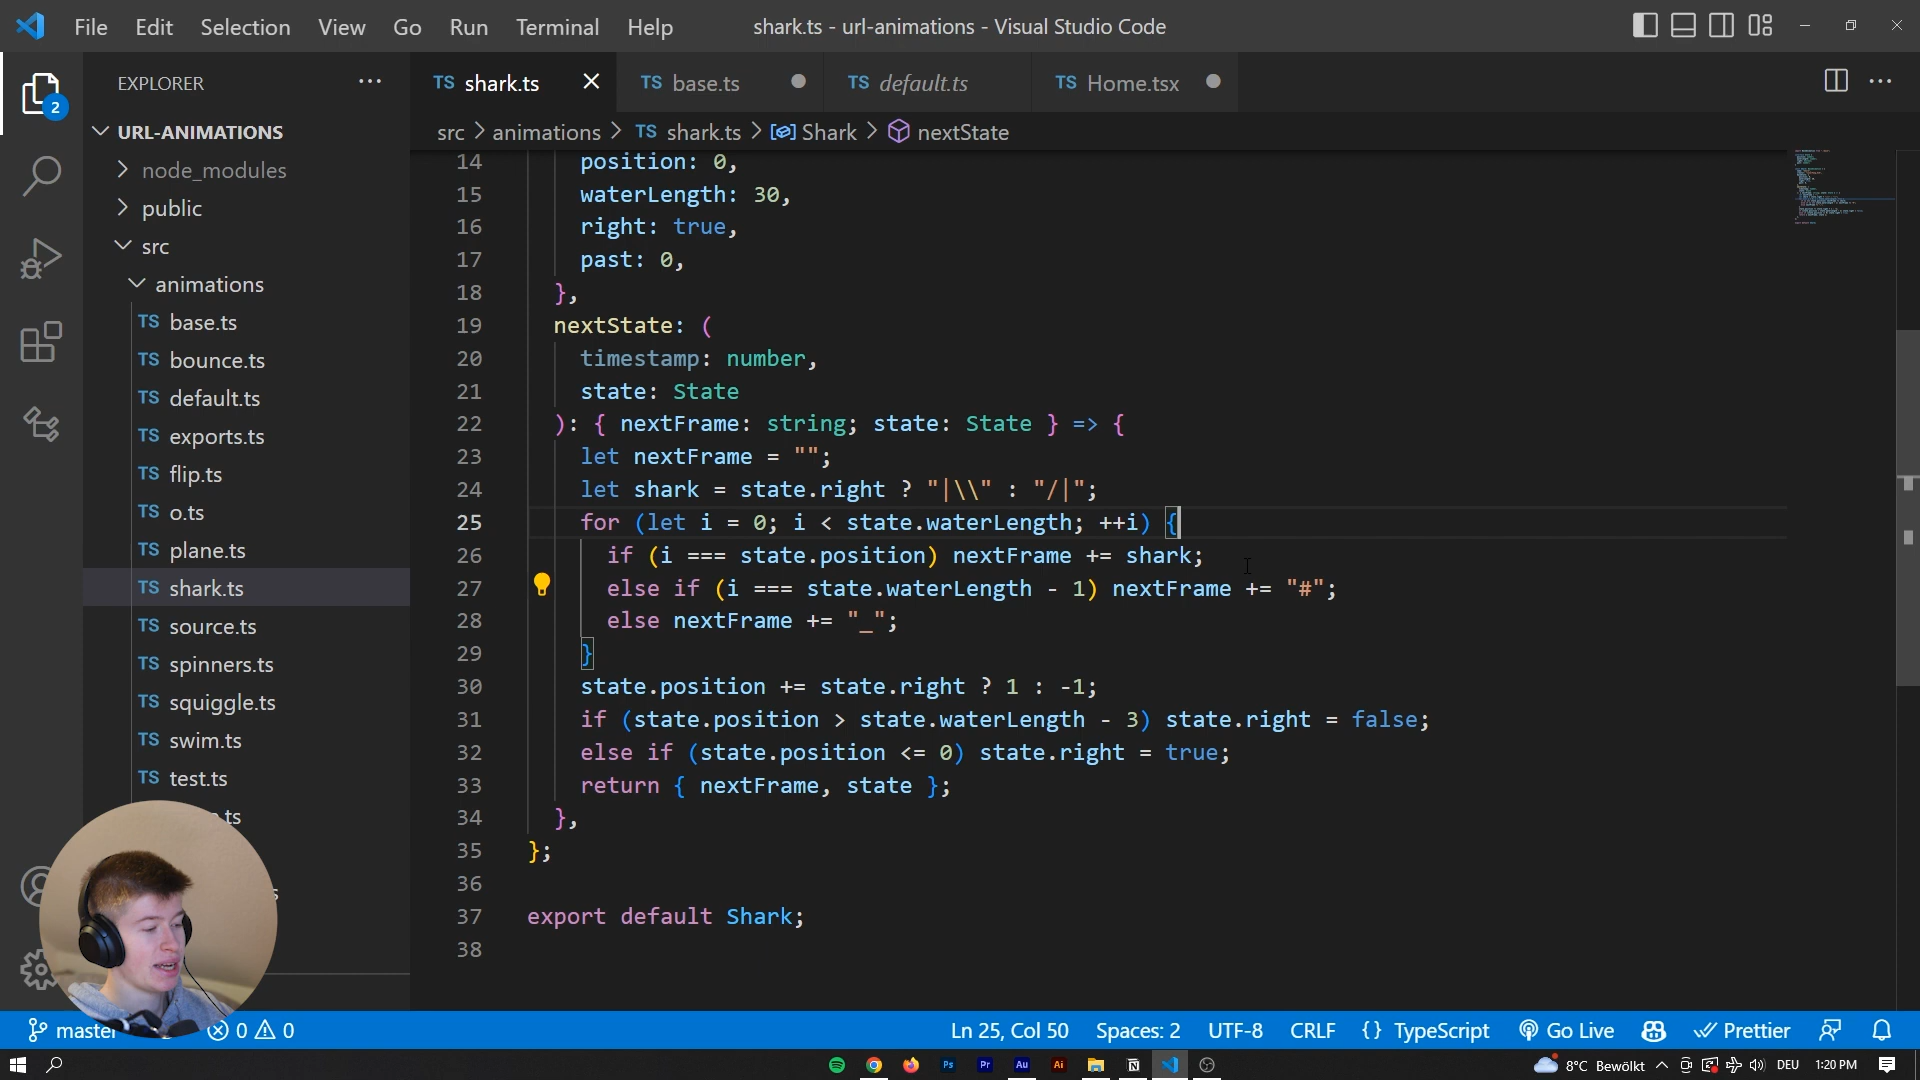 File Edit Selection View Go Run Terminal Help
shark.ts - url-animations - Visual Studio Code
EXPLORER
2
URL-ANIMATIONS
node_modules
public
src
animations
TS base.ts
TS bounce.ts
TS default.ts
TS exports.ts
TS flip.ts
TS o.ts
TS plane.ts
TS shark.ts
TS source.ts
TS spinners.ts
TS squiggle.ts
TS swim.ts
TS test.ts
.ts
TS shark.ts
TS base.ts
TS default.ts
TS Home.tsx
src > animations > TS shark.ts > Shark > nextState
14 position: 0,
15 waterLength: 30,
16 right: true,
17 past: 0,
18 },
19 nextState: (
20 timestamp: number,
21 state: State
22 ): { nextFrame: string; state: State } => {
23 let nextFrame = "";
24 let shark = state.right ? "|\\" : "/|";
25 for (let i = 0; i < state.waterLength; ++i) {
26 if (i === state.position) nextFrame += shark;
27 else if (i === state.waterLength - 1) nextFrame += "#";
28 else nextFrame += "_";
29 }
30 state.position += state.right ? 1 : -1;
31 if (state.position > state.waterLength - 3) state.right = false;
32 else if (state.position <= 0) state.right = true;
33 return { nextFrame, state };
34 },
35 };
36
37 export default Shark;
38
master 0 0
Ln 25, Col 50 Spaces: 2 UTF-8 CRLF {} TypeScript Go Live Prettier
Ps Pr Au Ai N
8°C Bewölkt DEU 1:20 PM